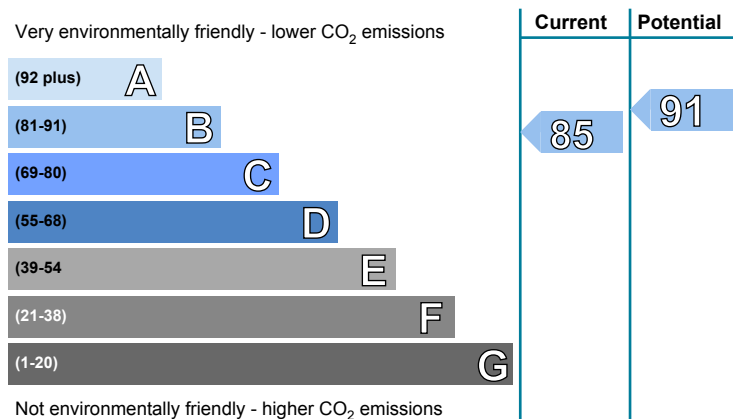 Very environmentally friendly - lower CO2 emissions
Current
Potential
(92 plus) A
(81-91) B
(69-80) C
(55-68) D
(39-54 E
(21-38) F
(1-20) G
85
91
Not environmentally friendly - higher CO2 emissions